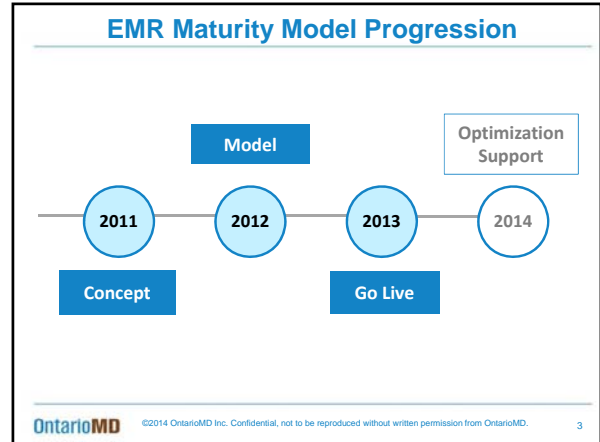 EMR Maturity Model Progression
Model
Optimization
Support
2011
2012
2013
2014
Concept
Go Live
OntarioMD
©2014 OntarioMD Inc. Confidential, not to be reproduced without written permission from OntarioMD.
3